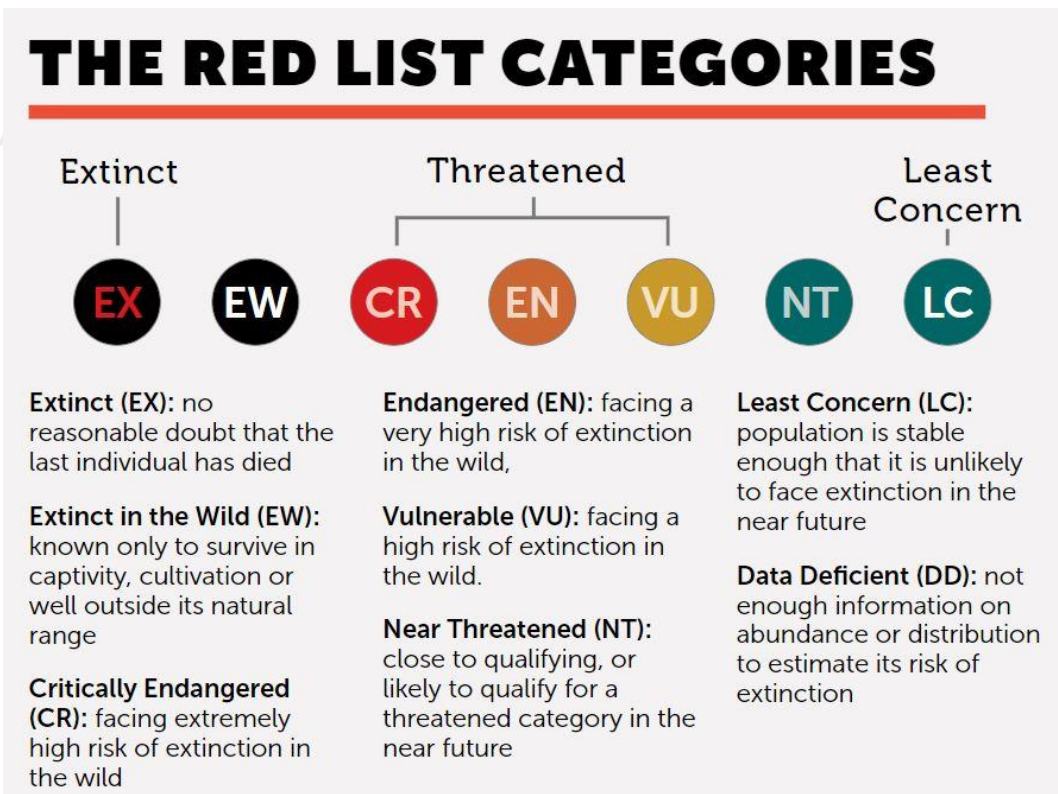 THE RED LIST CATEGORIES
Extinct
Threatened
Least
Concern
EX
EW
CR
EN
VU
NT
LC
Extinct (EX): no
reasonable doubt that the
last individual has died
Extinct in the Wild (EW):
known only to survive in
captivity, cultivation or
well outside its natural
range
Critically Endangered
(CR): facing extremely
high risk of extinction in
the wild
Endangered (EN): facing a
very high risk of extinction
in the wild,
Vulnerable (VU): facing a
high risk of extinction in
the wild.
Near Threatened (NT):
close to qualifying, or
likely to qualify for a
threatened category in the
near future
Least Concern (LC):
population is stable
enough that it is unlikely
to face extinction in the
near future
Data Deficient (DD): not
enough information on
abundance or distribution
to estimate its risk of
extinction